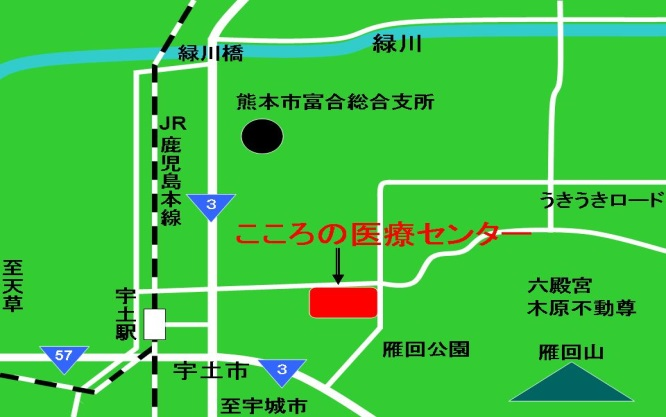 緑川橋
緑川
熊本市富合総合支所
JR鹿児島本線
3
うきうきロード
こころの医療センター
至天草
宇土駅
六殿宮
木原不動尊
雁回公園
雁回山
57
宇土市
3
至宇城市